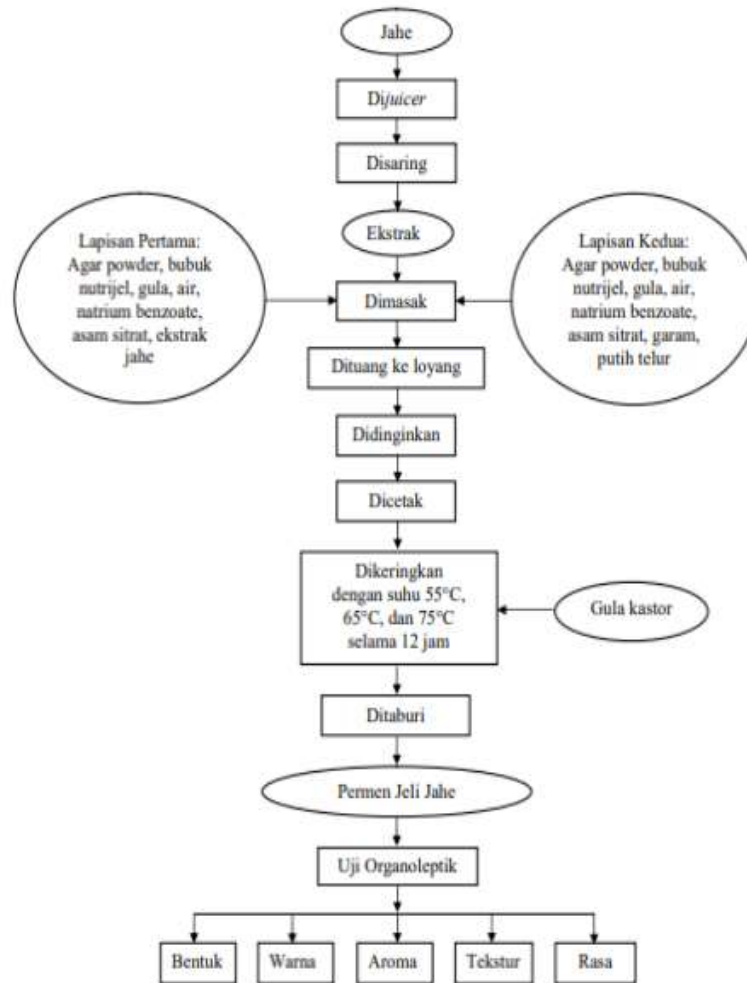 Jahe
Dijuicer
Disaring
Ekstrak
Lapisan Pertama:
Agar powder, bubuk
nutrijel, gula, air,
natrium benzoate,
asam sitrat, ekstrak
jahe
Dimasak
Lapisan Kedua:
Agar powder, bubuk
nutrijel, gula, air,
natrium benzoate,
asam sitrat, garam,
putih telur
Dituang ke loyang
Didinginkan
Dicetak
Dikeringkan
dengan suhu 55°C,
65°C, dan 75°C
selama 12 jam
Gula kastor
Ditaburi
Permen Jeli Jahe
Uji Organoleptik
Bentuk
Warna
Aroma
Tekstur
Rasa